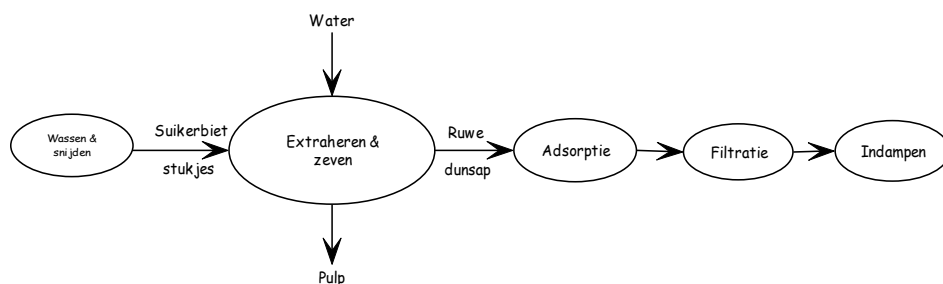 Water
Wassen &
snijden
Suikerbiet
stukjes
Extraheren &
zeven
Ruwe
dunsap
Adsorptie
Filtratie
Indampen
Pulp